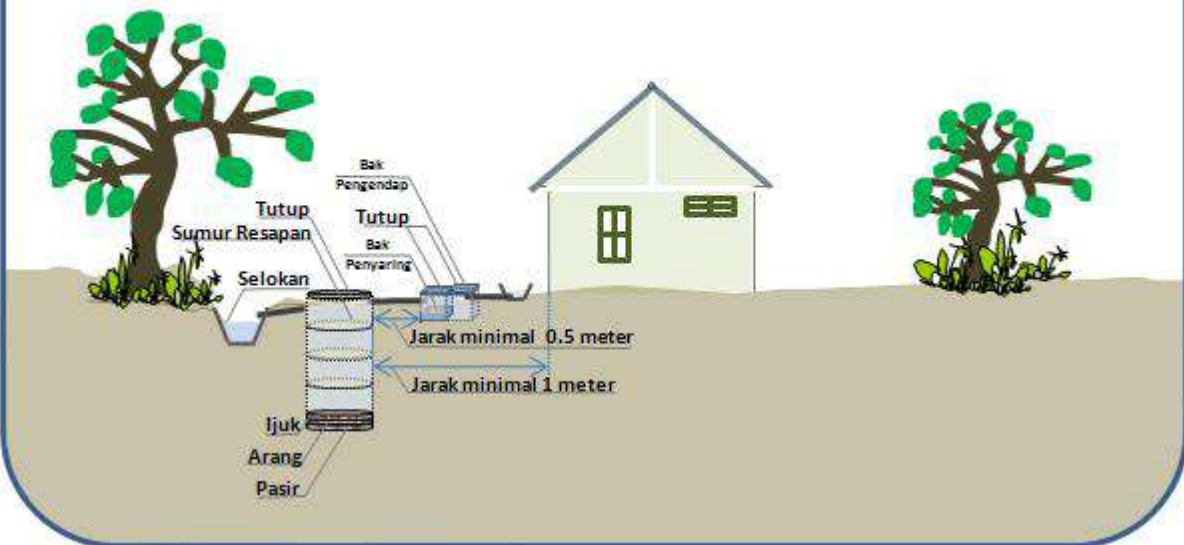 Bak
Pengendap
Tutup
Sumur Resapan
Tutup
Bak
Penyaring
Selokan
Jarak minimal 0.5 meter
Jarak minimal 1 meter
Ijuk
Arang
Pasir